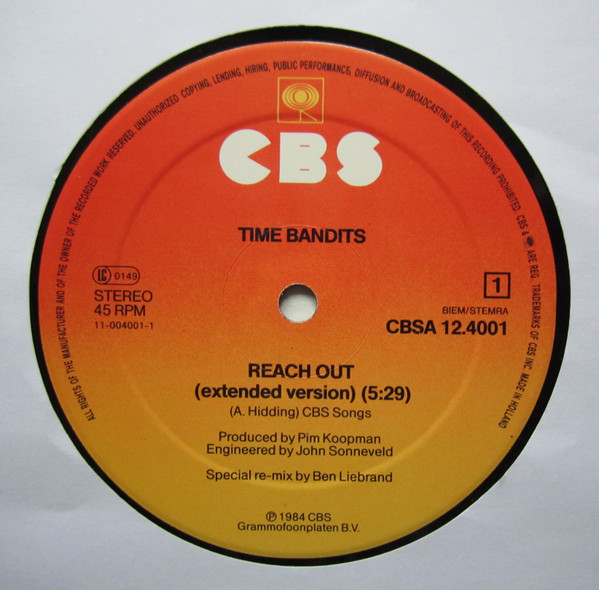 ALL RIGHTS OF THE MANUFACTURER AND OF THE OWNER OF THE RECORDED WORK RESERVED. UNAUTHORIZED COPYING, LENDING, HIRING, PUBLIC PERFORMANCE, DIFFUSION AND BROADCASTING OF THIS RECORDING PROHIBITED. CBS & ARE REG. TRADEMARKS OF CBS INC. MADE IN HOLLAND
CBS
TIME BANDITS
LC 0149
STEREO
45 RPM
11-004001-1
1
BIEM/STEMRA
CBSA 12.4001
REACH OUT
(extended version) (5:29)
(A. Hidding) CBS Songs
Produced by Pim Koopman
Engineered by John Sonneveld
Special re-mix by Ben Liebrand
℗ 1984 CBS
Grammofoonplaten B.V.